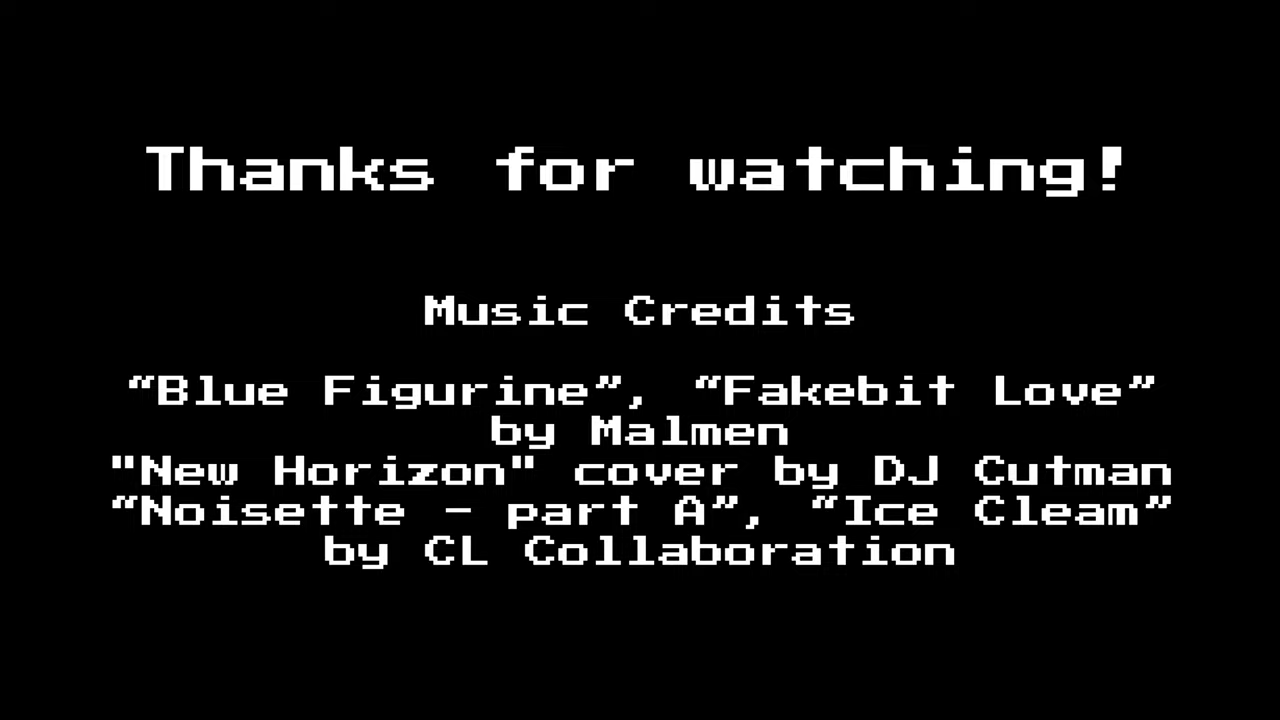 Thanks for watching!
Music Credits
“Blue Figurine”, “Fakebit Love”
by Malmen
"New Horizon" cover by DJ Cutman
“Noisette - part A”, “Ice Cleam”
by CL Collaboration